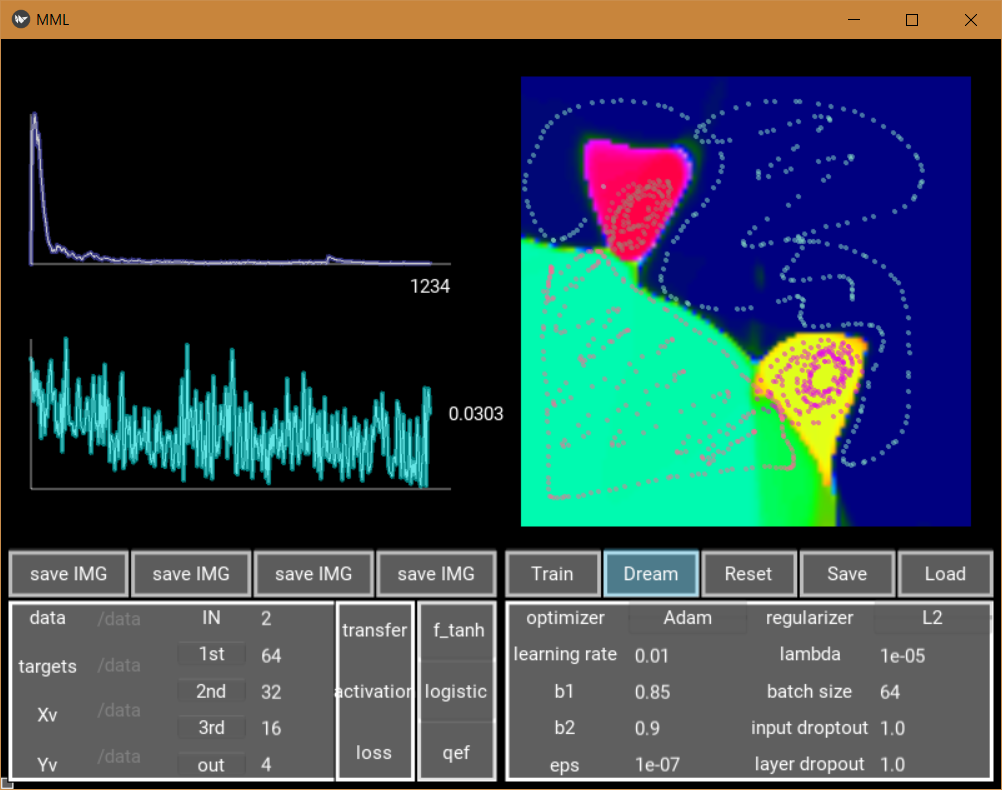 MML
1234
0.0303
save IMG save IMG save IMG save IMG Train Dream Reset Save Load
data /data IN 2 transfer f_tanh optimizer Adam regularizer L2
targets /data 1st 64 activation logistic learning rate 0.01 lambda 1e-05
Xv /data 2nd 32 loss qef b1 0.85 batch size 64
Yv /data 3rd 16 b2 0.9 input droptout 1.0
out 4 eps 1e-07 layer dropout 1.0